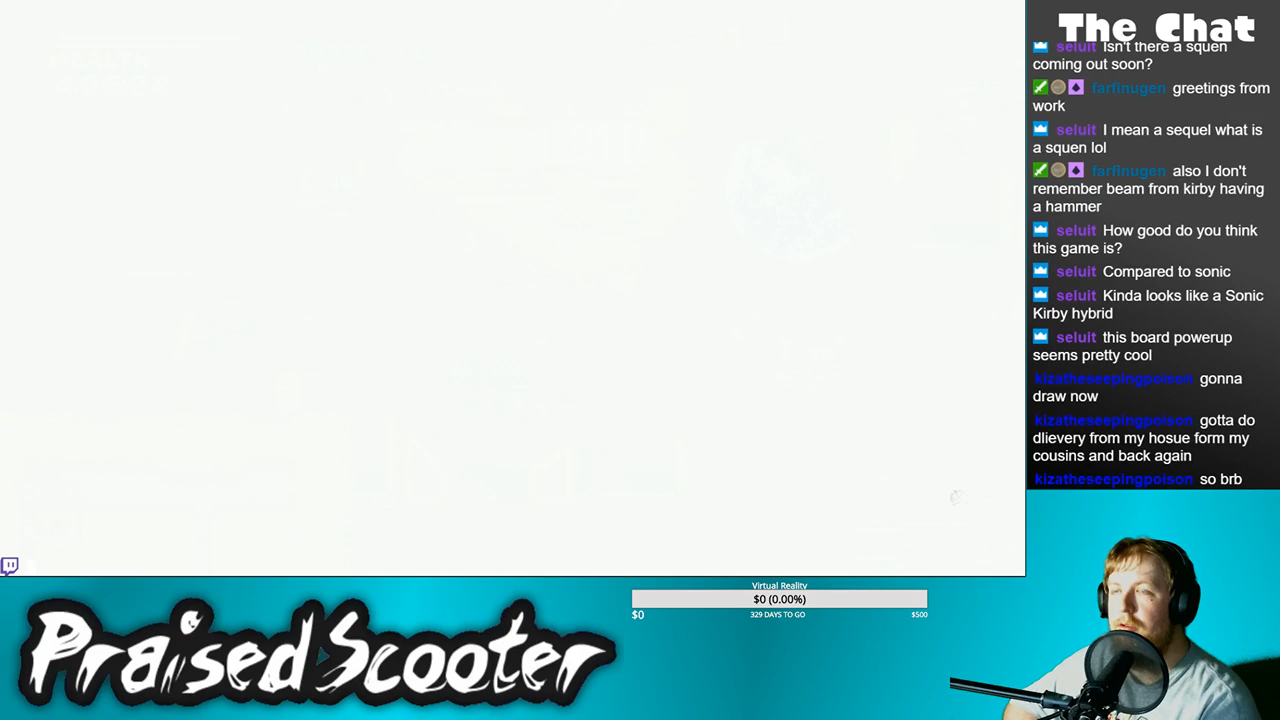 The Chat
seluit Isn't there a squen
coming out soon?
farfinugen greetings from
work
seluit I mean a sequel what is
a squen lol
farfinugen also I don't
remember beam from kirby having
a hammer
seluit How good do you think
this game is?
seluit Compared to sonic
seluit Kinda looks like a Sonic
Kirby hybrid
seluit this board powerup
seems pretty cool
kizatheseepingpoison gonna
draw now
kizatheseepingpoison gotta do
dlievery from my hosue form my
cousins and back again
kizatheseepingpoison so brb
HEALTH
Virtual Reality
$0 (0.00%)
$0 329 DAYS TO GO $500
PraisedScooter